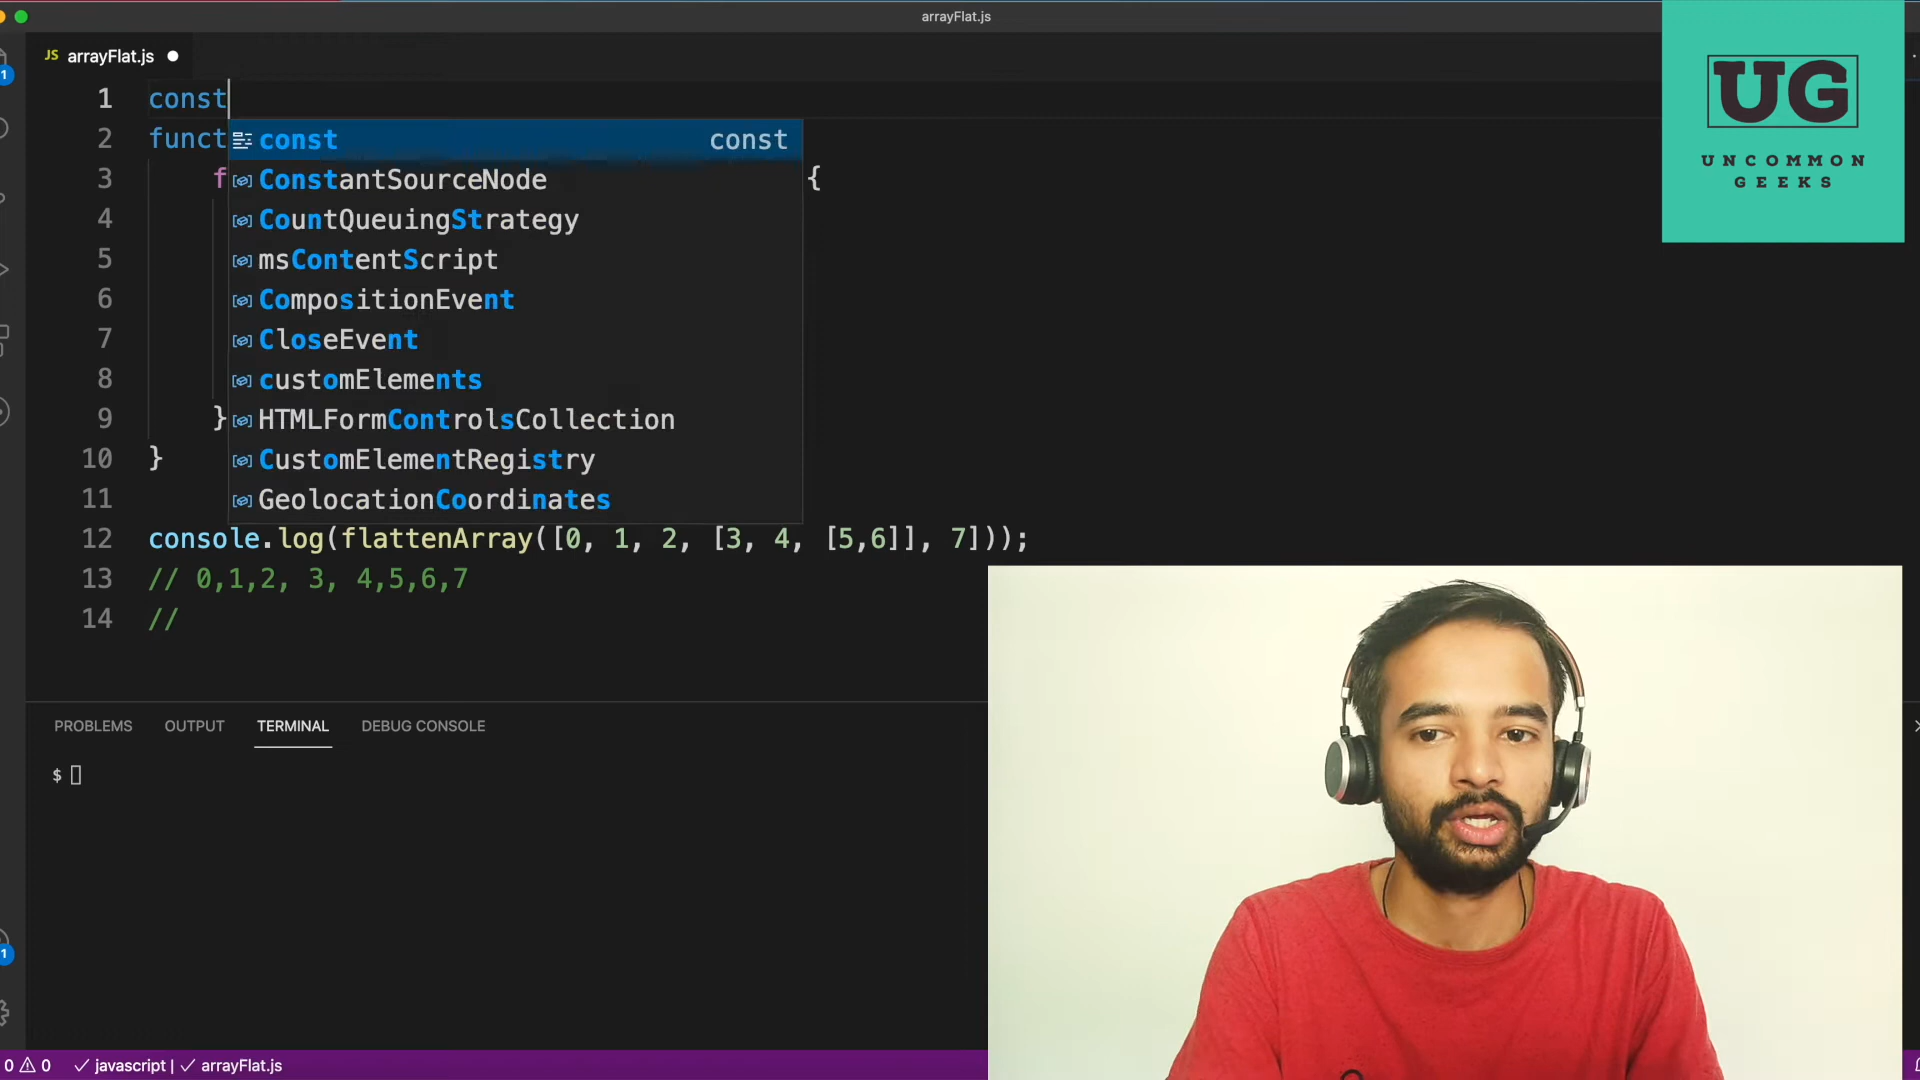 arrayFlat.js
JS arrayFlat.js
UG
UNCOMMON
GEEKS
1 const
2 funct
const const
3 f {
ConstantSourceNode
4
CountQueuingStrategy
5
msContentScript
6
CompositionEvent
7
CloseEvent
8
customElements
9 }
HTMLFormControlsCollection
10 }
CustomElementRegistry
11
GeolocationCoordinates
12 console.log(flattenArray([0, 1, 2, [3, 4, [5,6]], 7]));
13 // 0,1,2, 3, 4,5,6,7
14 //
PROBLEMS OUTPUT TERMINAL DEBUG CONSOLE
$
1
1
0 0 javascript | arrayFlat.js